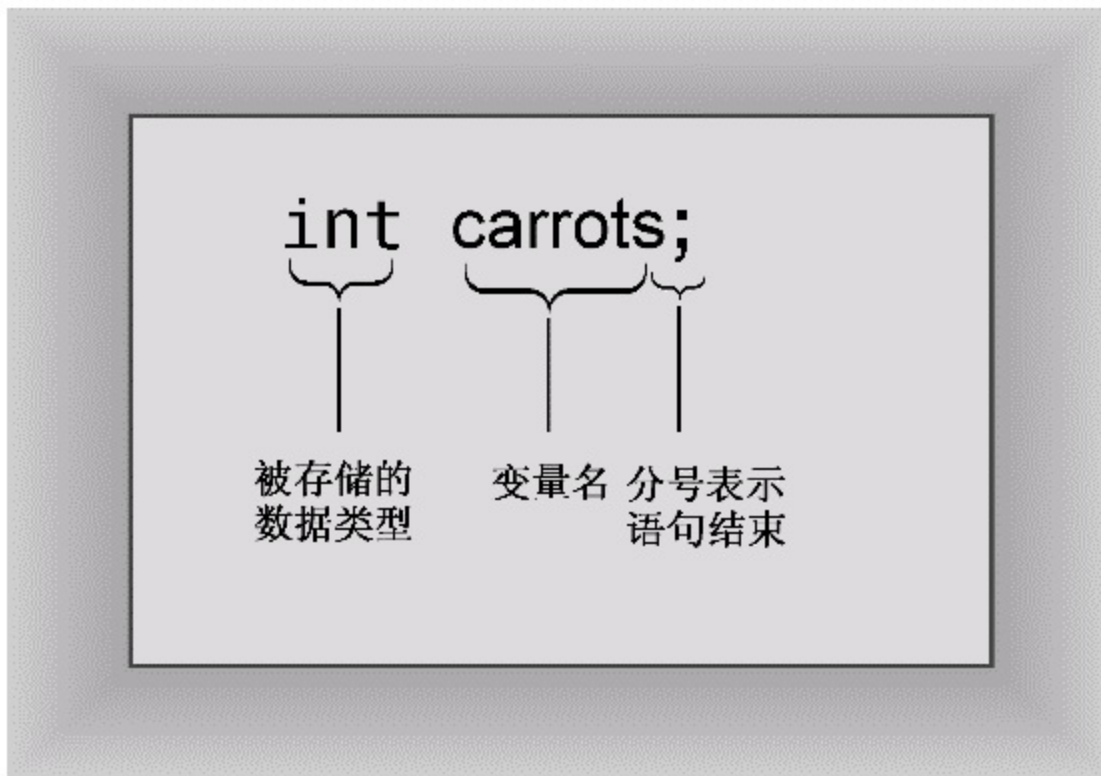 int carrots;
被存储的
数据类型
变量名
分号表示
语句结束